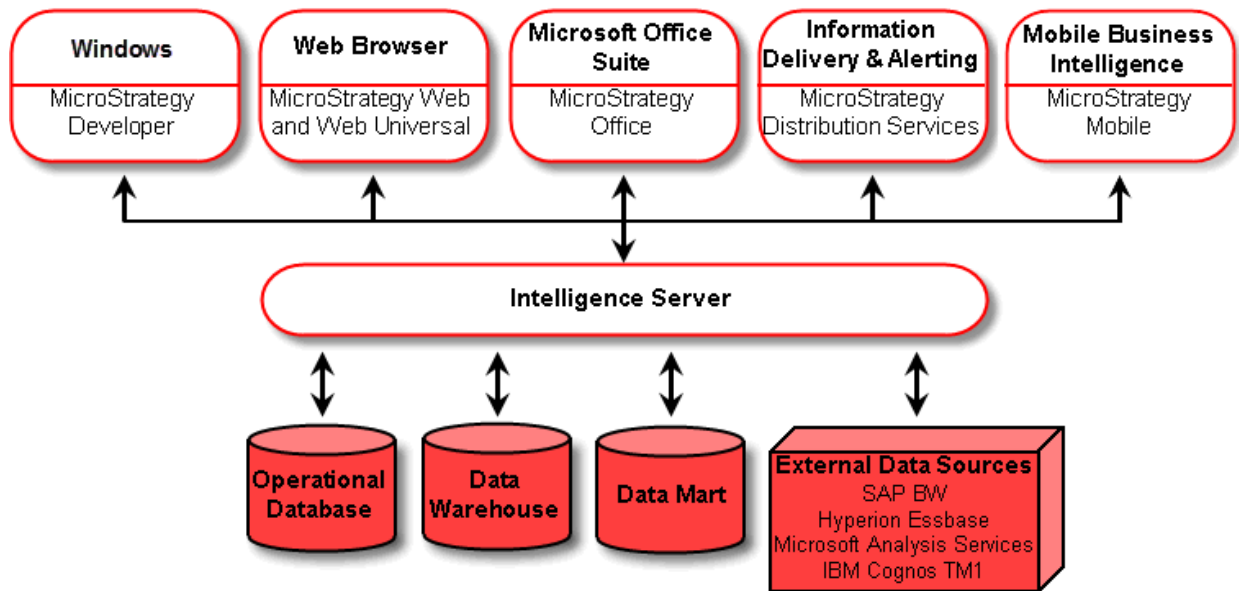 Windows
MicroStrategy
Developer
Web Browser
MicroStrategy Web
and Web Universal
Microsoft Office
Suite
MicroStrategy
Office
Information
Delivery & Alerting
MicroStrategy
Distribution Services
Mobile Business
Intelligence
MicroStrategy
Mobile
Intelligence Server
Operational
Database
Data
Warehouse
Data Mart
External Data Sources
SAP BW
Hyperion Essbase
Microsoft Analysis Services
IBM Cognos TM1